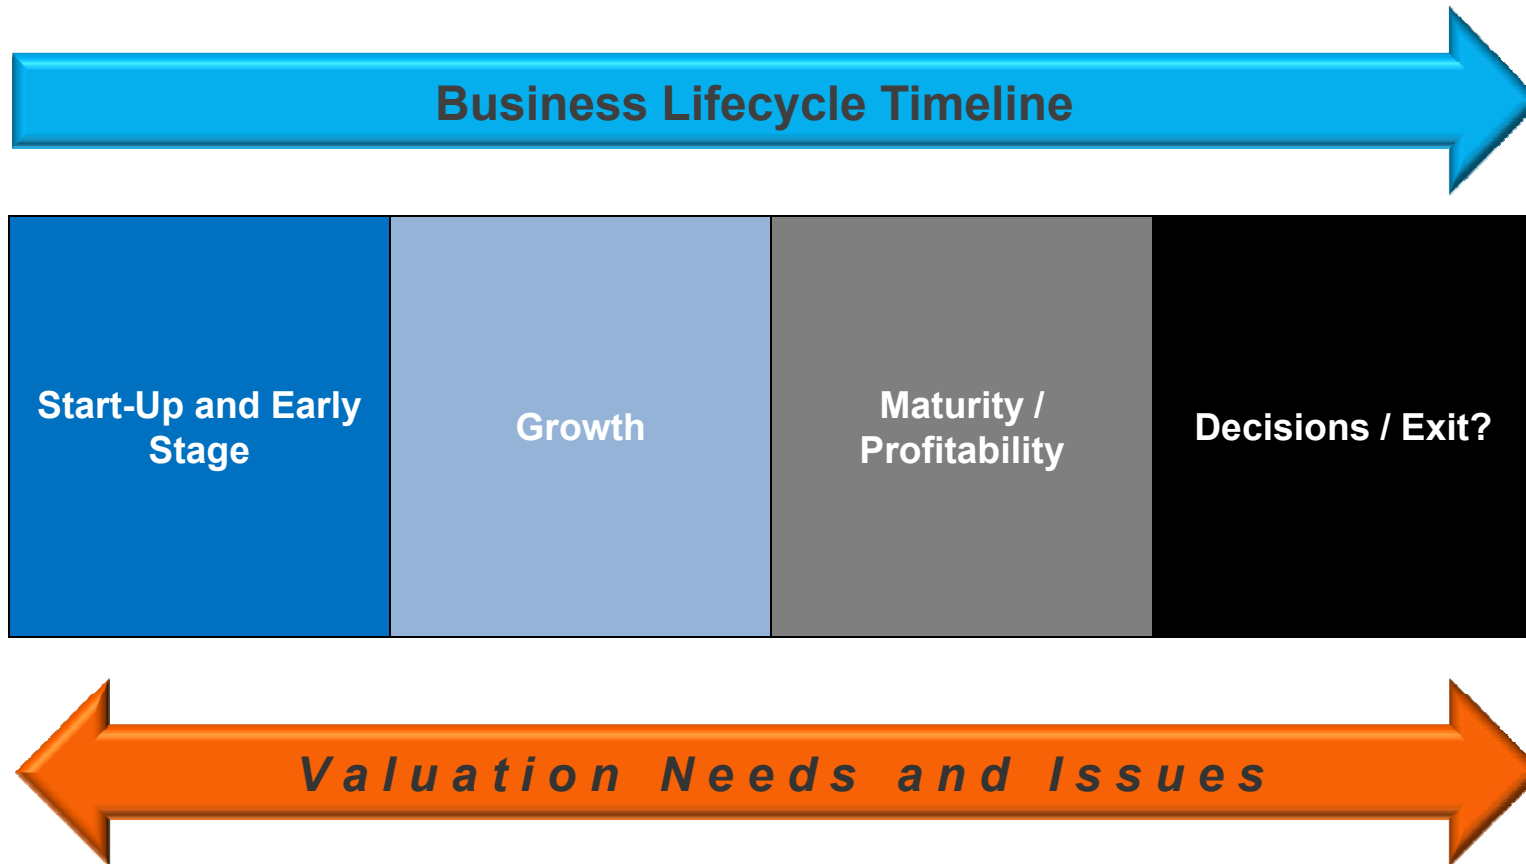 Business Lifecycle Timeline
Start-Up and Early
Stage
Growth
Maturity /
Profitability
Decisions / Exit?
Valuation Needs and Issues